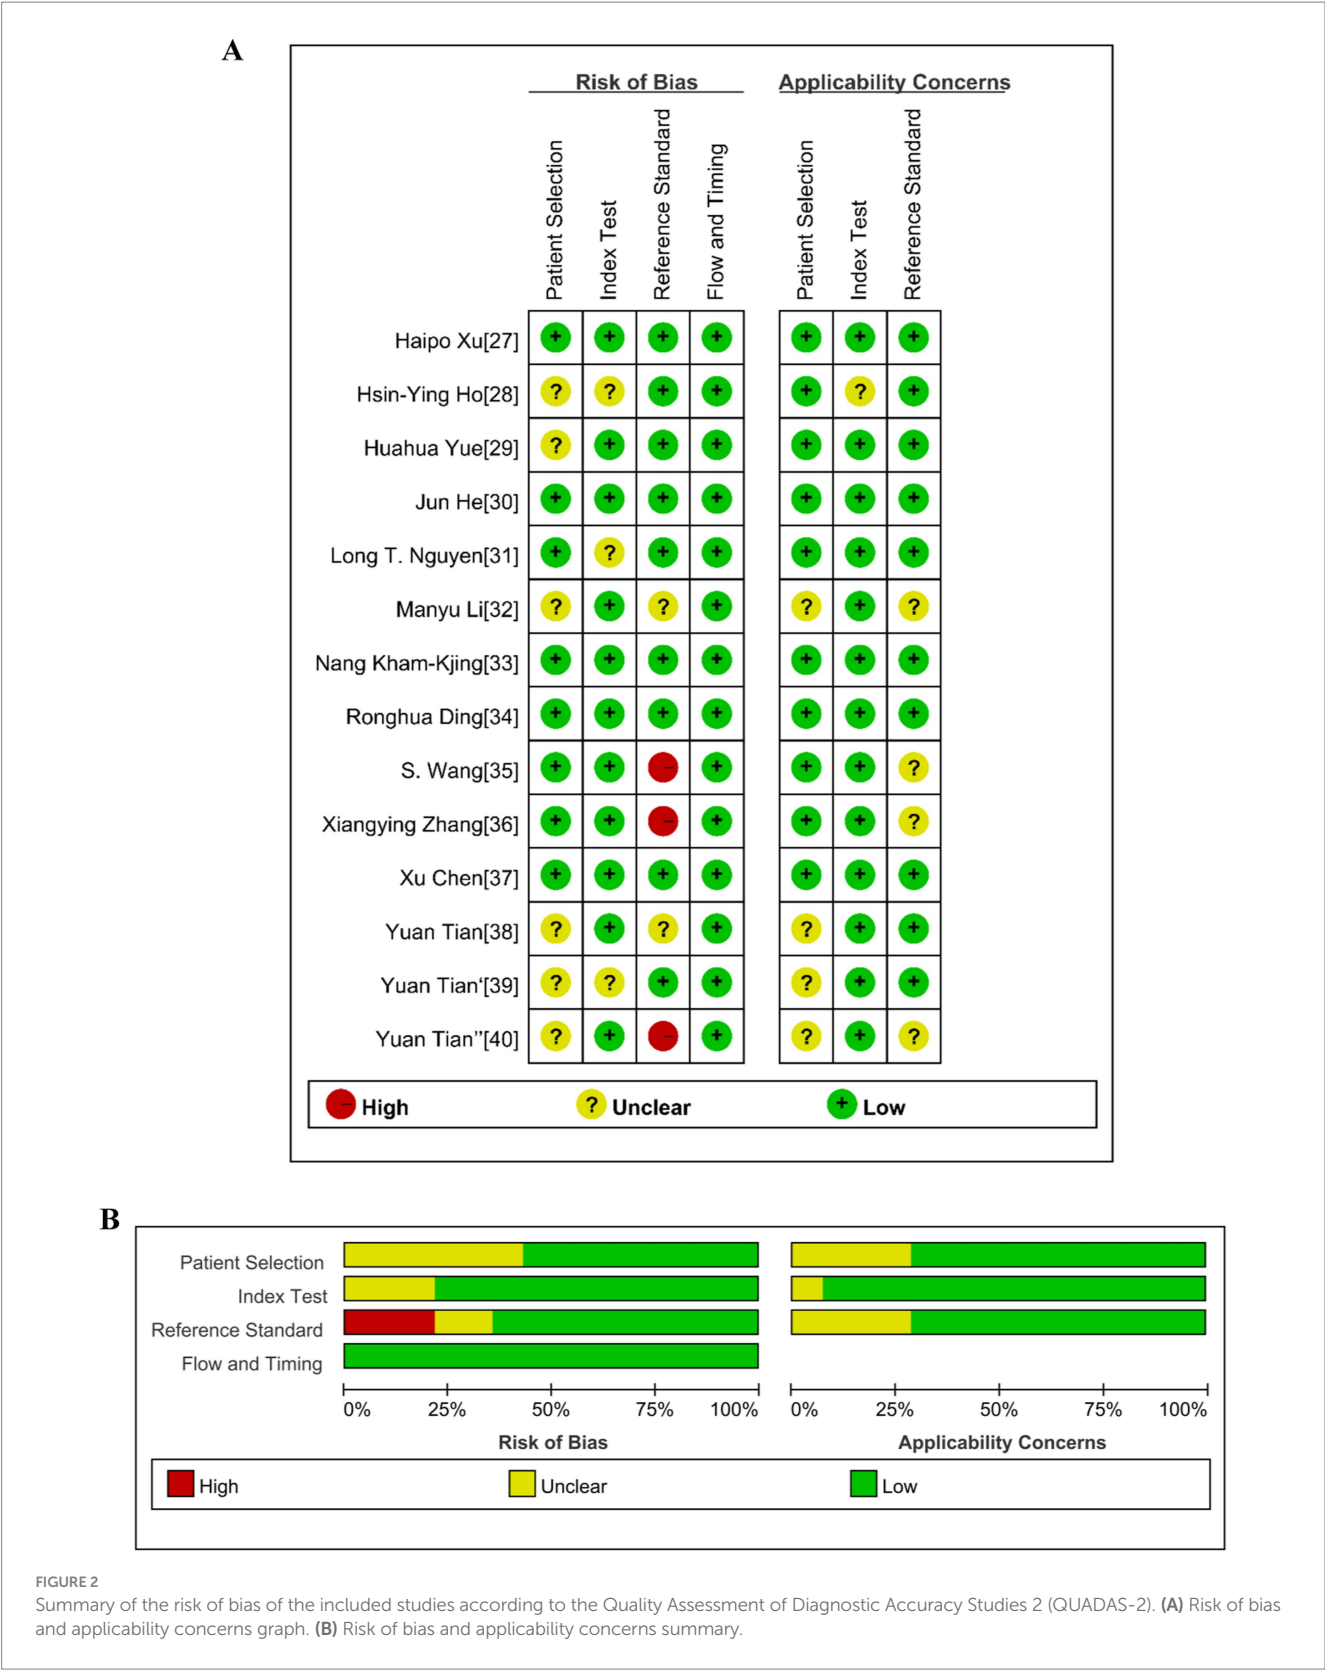 A
Risk of Bias
Applicability Concerns
Patient Selection
Index Test
Reference Standard
Flow and Timing
Patient Selection
Index Test
Reference Standard
Haipo Xu[27] + + + + + + +
Hsin-Ying Ho[28] ? ? + + + ? +
Huahua Yue[29] ? + + + + + +
Jun He[30] + + + + + + +
Long T. Nguyen[31] + ? + + + + +
Manyu Li[32] ? + ? + ? + ?
Nang Kham-Kjing[33] + + + + + + +
Ronghua Ding[34] + + + + + + +
S. Wang[35] + + – + + + ?
Xiangying Zhang[36] + + – + + + ?
Xu Chen[37] + + + + + + +
Yuan Tian[38] ? + ? + ? + +
Yuan Tian‘[39] ? ? + + ? + +
Yuan Tian”[40] ? + – + ? + ?
– High ? Unclear + Low
B
Patient Selection
Index Test
Reference Standard
Flow and Timing
0% 25% 50% 75% 100% 0% 25% 50% 75% 100%
Risk of Bias Applicability Concerns
High Unclear Low
FIGURE 2
Summary of the risk of bias of the included studies according to the Quality Assessment of Diagnostic Accuracy Studies 2 (QUADAS-2). (A) Risk of bias
and applicability concerns graph. (B) Risk of bias and applicability concerns summary.